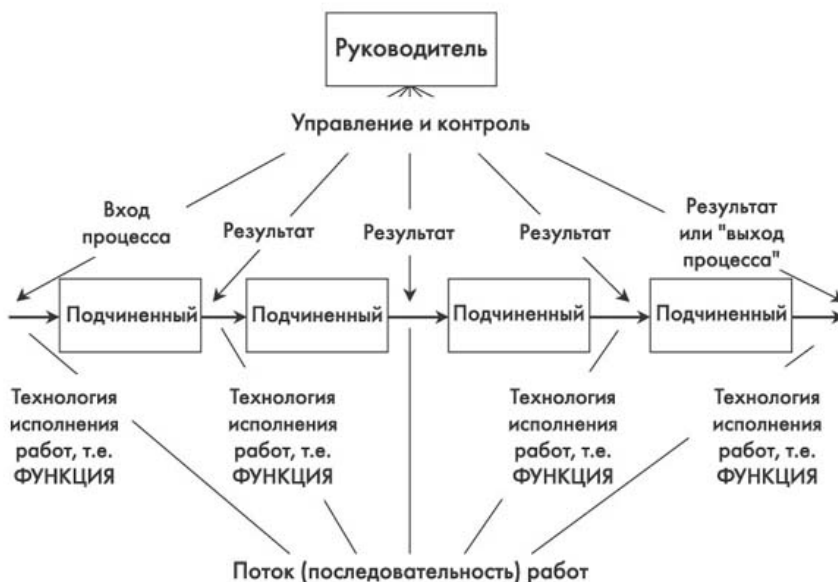 Руководитель
Управление и контроль
Вход
процесса
Результат
Результат
Результат
Результат
или "выход
процесса"
Подчиненный
Подчиненный
Подчиненный
Подчиненный
Технология
исполнения
работ, т.е.
ФУНКЦИЯ
Технология
исполнения
работ, т.е.
ФУНКЦИЯ
Технология
исполнения
работ, т.е.
ФУНКЦИЯ
Технология
исполнения
работ, т.е.
ФУНКЦИЯ
Поток (последовательность) работ